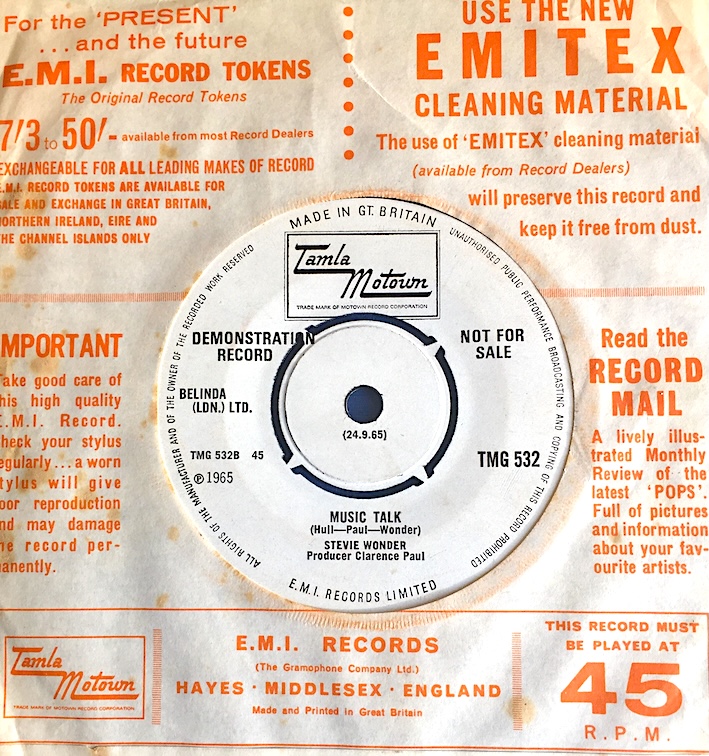 For the 'PRESENT'
...and the future
E.M.I. RECORD TOKENS
The Original Record Tokens
7/3 to 50/- available from most Record Dealers
EXCHANGEABLE FOR ALL LEADING MAKES OF RECORD
E.M.I. RECORD TOKENS ARE AVAILABLE FOR
SALE AND EXCHANGE IN GREAT BRITAIN,
NORTHERN IRELAND, EIRE AND
THE CHANNEL ISLANDS ONLY
USE THE NEW
EMITEX
CLEANING MATERIAL
The use of 'EMITEX' cleaning material
(available from Record Dealers)
will preserve this record and
keep it free from dust.
IMPORTANT
Take good care of
this high quality
E.M.I. Record.
Check your stylus
regularly...a worn
stylus will give
poor reproduction
and may damage
the record per-
manently.
MADE IN GT. BRITAIN
Tamla
Motown
TRADE MARK OF MOTOWN RECORD CORPORATION
ALL RIGHTS OF THE MANUFACTURER AND OF THE OWNER OF THE RECORDED WORK RESERVED
UNAUTHORISED PUBLIC PERFORMANCE BROADCASTING AND COPYING OF THIS RECORD PROHIBITED
DEMONSTRATION
RECORD
NOT FOR
SALE
BELINDA
(LDN.) LTD.
(24.9.65)
TMG 532B 45
℗ 1965
TMG 532
MUSIC TALK
(Hull—Paul—Wonder)
STEVIE WONDER
Producer Clarence Paul
E.M.I. RECORDS LIMITED
Read the
RECORD
MAIL
A lively illus-
trated Monthly
Review of the
latest 'POPS'.
Full of pictures
and information
about your fav-
ourite artists.
Tamla
Motown
TRADE MARK OF MOTOWN RECORD CORPORATION
E.M.I. RECORDS
(The Gramophone Company Ltd.)
HAYES · MIDDLESEX · ENGLAND
Made and Printed in Great Britain
THIS RECORD MUST
BE PLAYED AT
45
R.P.M.